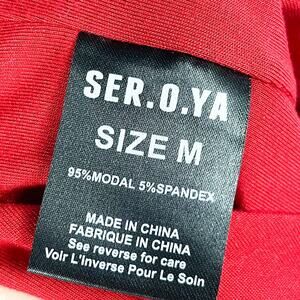 SER.O.YA
SIZE M
95%MODAL 5%SPANDEX
MADE IN CHINA
FABRIQUE IN CHINA
See reverse for care
Voir L'Inverse Pour Le Soin